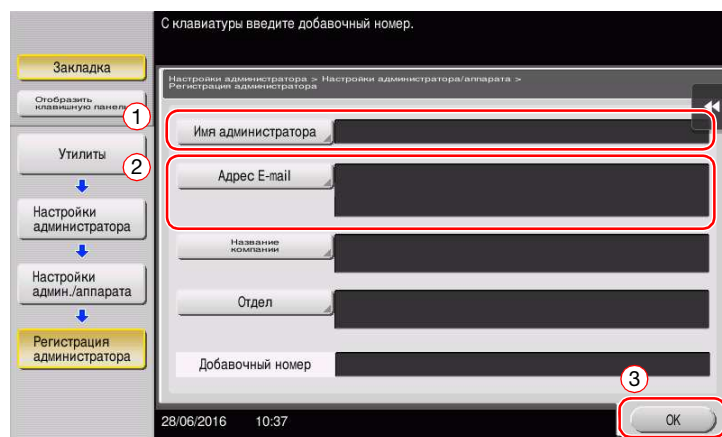 С клавиатуры введите добавочный номер.
Закладка
Отобразить
клавишную панель
1
Утилиты
2
Настройки
администратора
Настройки
админ./аппарата
Регистрация
администратора
Настройки администратора > Настройки администратора/аппарата >
Регистрация администратора
Имя администратора
Адрес E-mail
Название
компании
Отдел
Добавочный номер
3
28/06/2016 10:37
OK